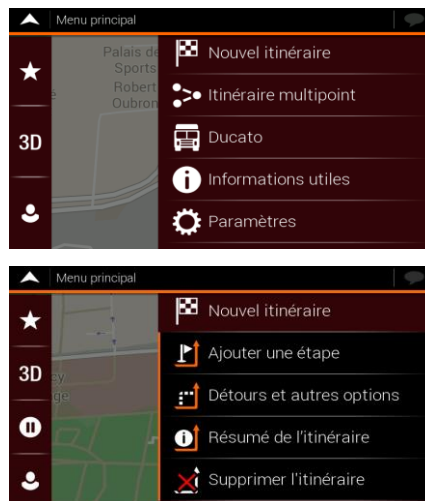 Menu principal
Palais de
Sports
Robert
Oubron
3D
Nouvel itinéraire
Itinéraire multipoint
Ducato
Informations utiles
Paramètres
Menu principal
3D
Nouvel itinéraire
Ajouter une étape
Détours et autres options
Résumé de l'itinéraire
Supprimer l'itinéraire